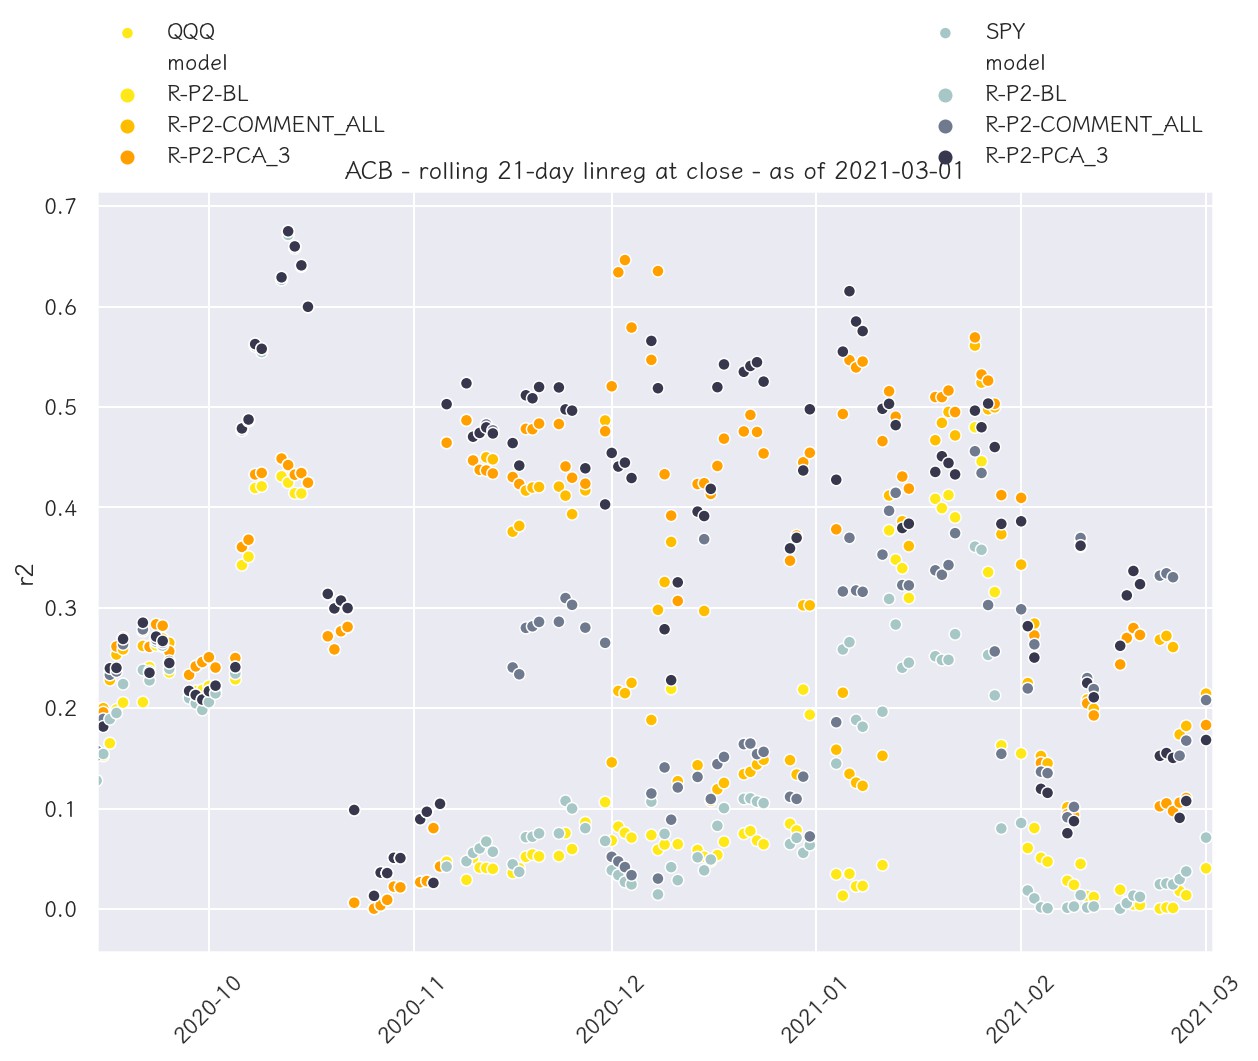 QQQ
model
R-P2-BL
R-P2-COMMENT_ALL
R-P2-PCA_3
SPY
model
R-P2-BL
R-P2-COMMENT_ALL
R-P2-PCA_3
ACB - rolling 21-day linreg at close - as of 2021-03-01
0.7
0.6
0.5
0.4
0.3
0.2
0.1
0.0
r2
2020-10
2020-11
2020-12
2021-01
2021-02
2021-03